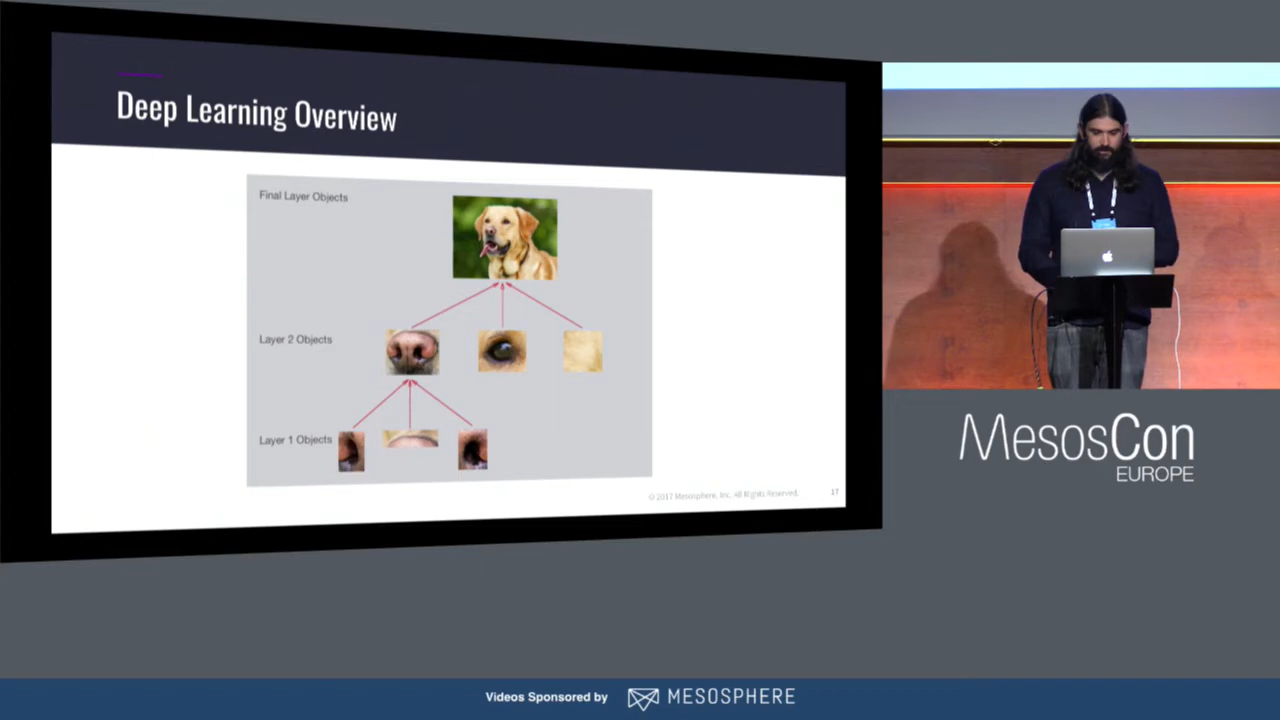 Deep Learning Overview
Final Layer Objects
Layer 2 Objects
Layer 1 Objects
© 2017 Mesosphere, Inc. All Rights Reserved.
17
MesosCon
EUROPE
Videos Sponsored by
MESOSPHERE